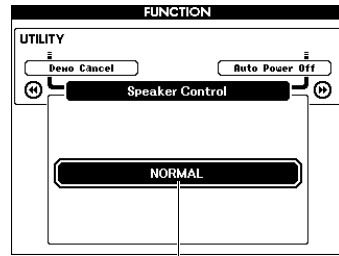 FUNCTION
UTILITY
Demo Cancel
Auto Power Off
Speaker Control
NORMAL